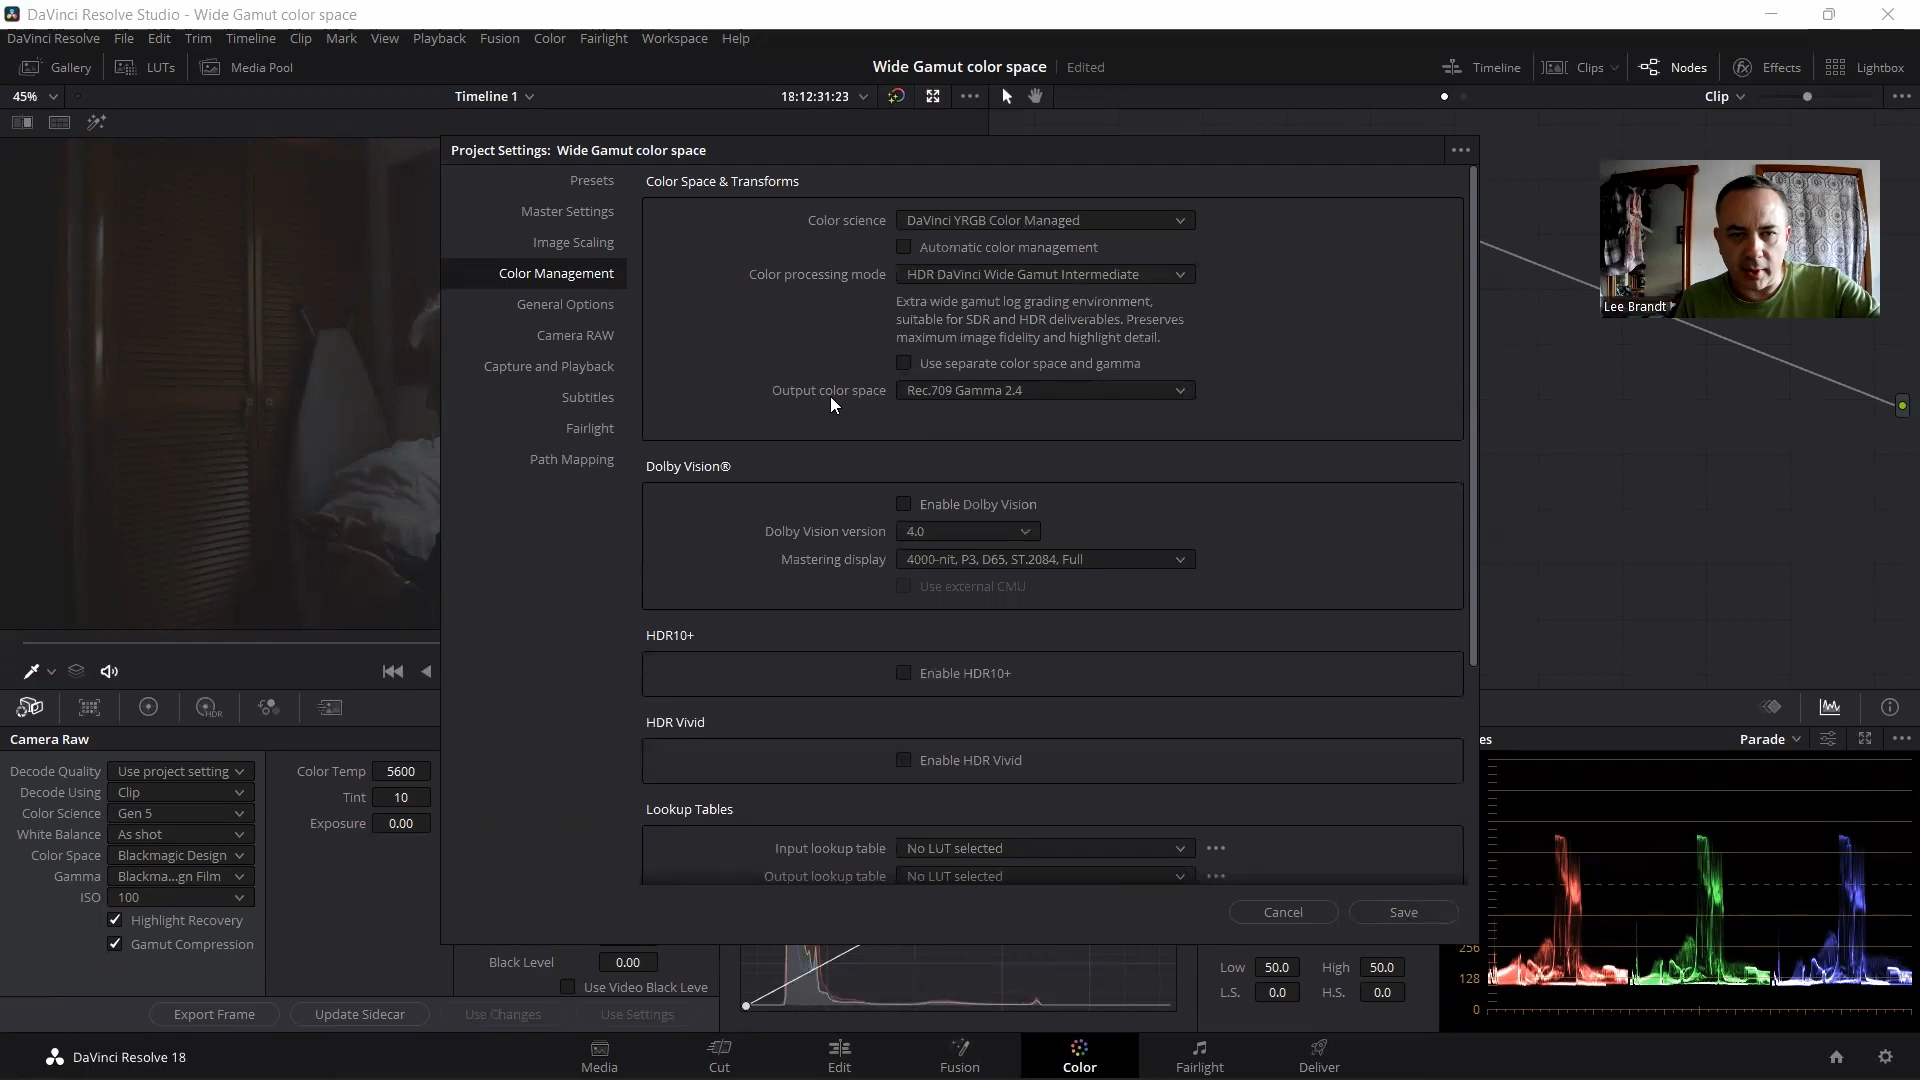 DaVinci Resolve Studio - Wide Gamut color space
DaVinci Resolve File Edit Trim Timeline Clip Mark View Playback Fusion Color Fairlight Workspace Help
Gallery LUTs Media Pool Wide Gamut color space Edited Timeline Clips Nodes Effects Lightbox
45% Timeline 1 18:12:31:23 Clip
Project Settings: Wide Gamut color space
Presets
Master Settings
Image Scaling
Color Management
General Options
Camera RAW
Capture and Playback
Subtitles
Fairlight
Path Mapping
Color Space & Transforms
Color science DaVinci YRGB Color Managed
Automatic color management
Color processing mode HDR DaVinci Wide Gamut Intermediate
Extra wide gamut log grading environment,
suitable for SDR and HDR deliverables. Preserves
maximum image fidelity and highlight detail.
Use separate color space and gamma
Output color space Rec.709 Gamma 2.4
Dolby Vision®
Enable Dolby Vision
Dolby Vision version 4.0
Mastering display 4000-nit, P3, D65, ST.2084, Full
Use external CMU
HDR10+
Enable HDR10+
HDR Vivid
Enable HDR Vivid
Lookup Tables
Input lookup table No LUT selected
Output lookup table No LUT selected
Cancel Save
Lee Brandt
HDR
Camera Raw
Decode Quality Use project setting
Decode Using Clip
Color Science Gen 5
White Balance As shot
Color Space Blackmagic Design
Gamma Blackma...gn Film
ISO 100
Highlight Recovery
Gamut Compression
Color Temp 5600
Tint 10
Exposure 0.00
Black Level 0.00
Use Video Black Leve
Export Frame Update Sidecar Use Changes Use Settings
Low 50.0 High 50.0
L.S. 0.0 H.S. 0.0
es Parade
256
128
0
DaVinci Resolve 18 Media Cut Edit Fusion Color Fairlight Deliver